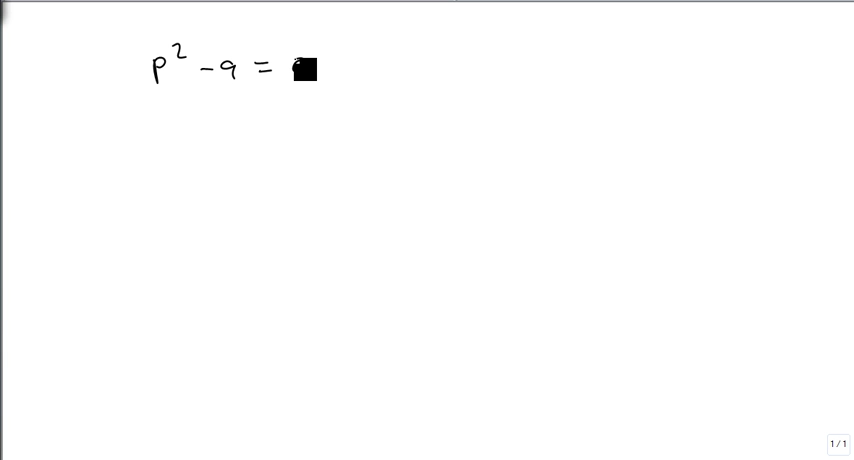 p² - 9 =
1 / 1